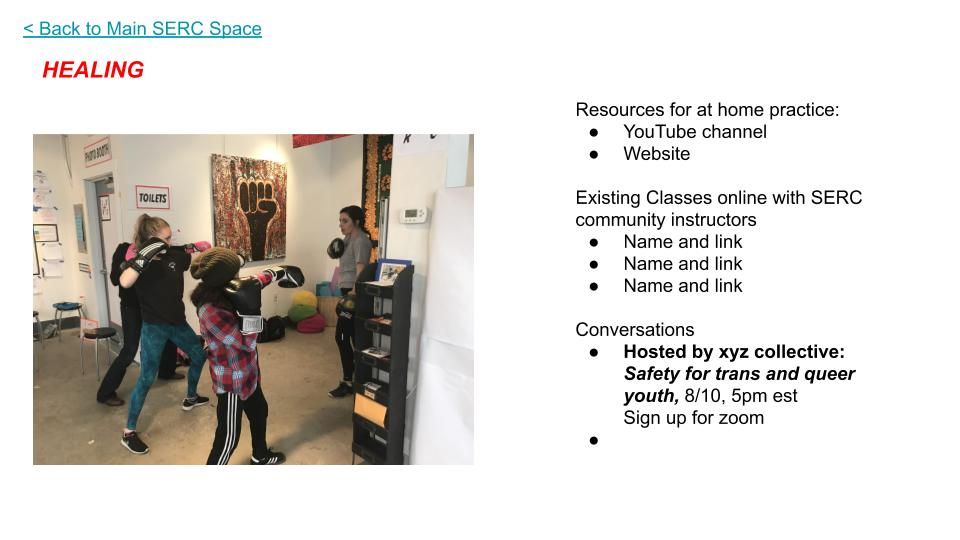 < Back to Main SERC Space
HEALING
PHOTO BOOTH
TOILETS
Resources for at home practice:
● YouTube channel
● Website
Existing Classes online with SERC
community instructors
● Name and link
● Name and link
● Name and link
Conversations
● Hosted by xyz collective:
Safety for trans and queer
youth, 8/10, 5pm est
Sign up for zoom
●